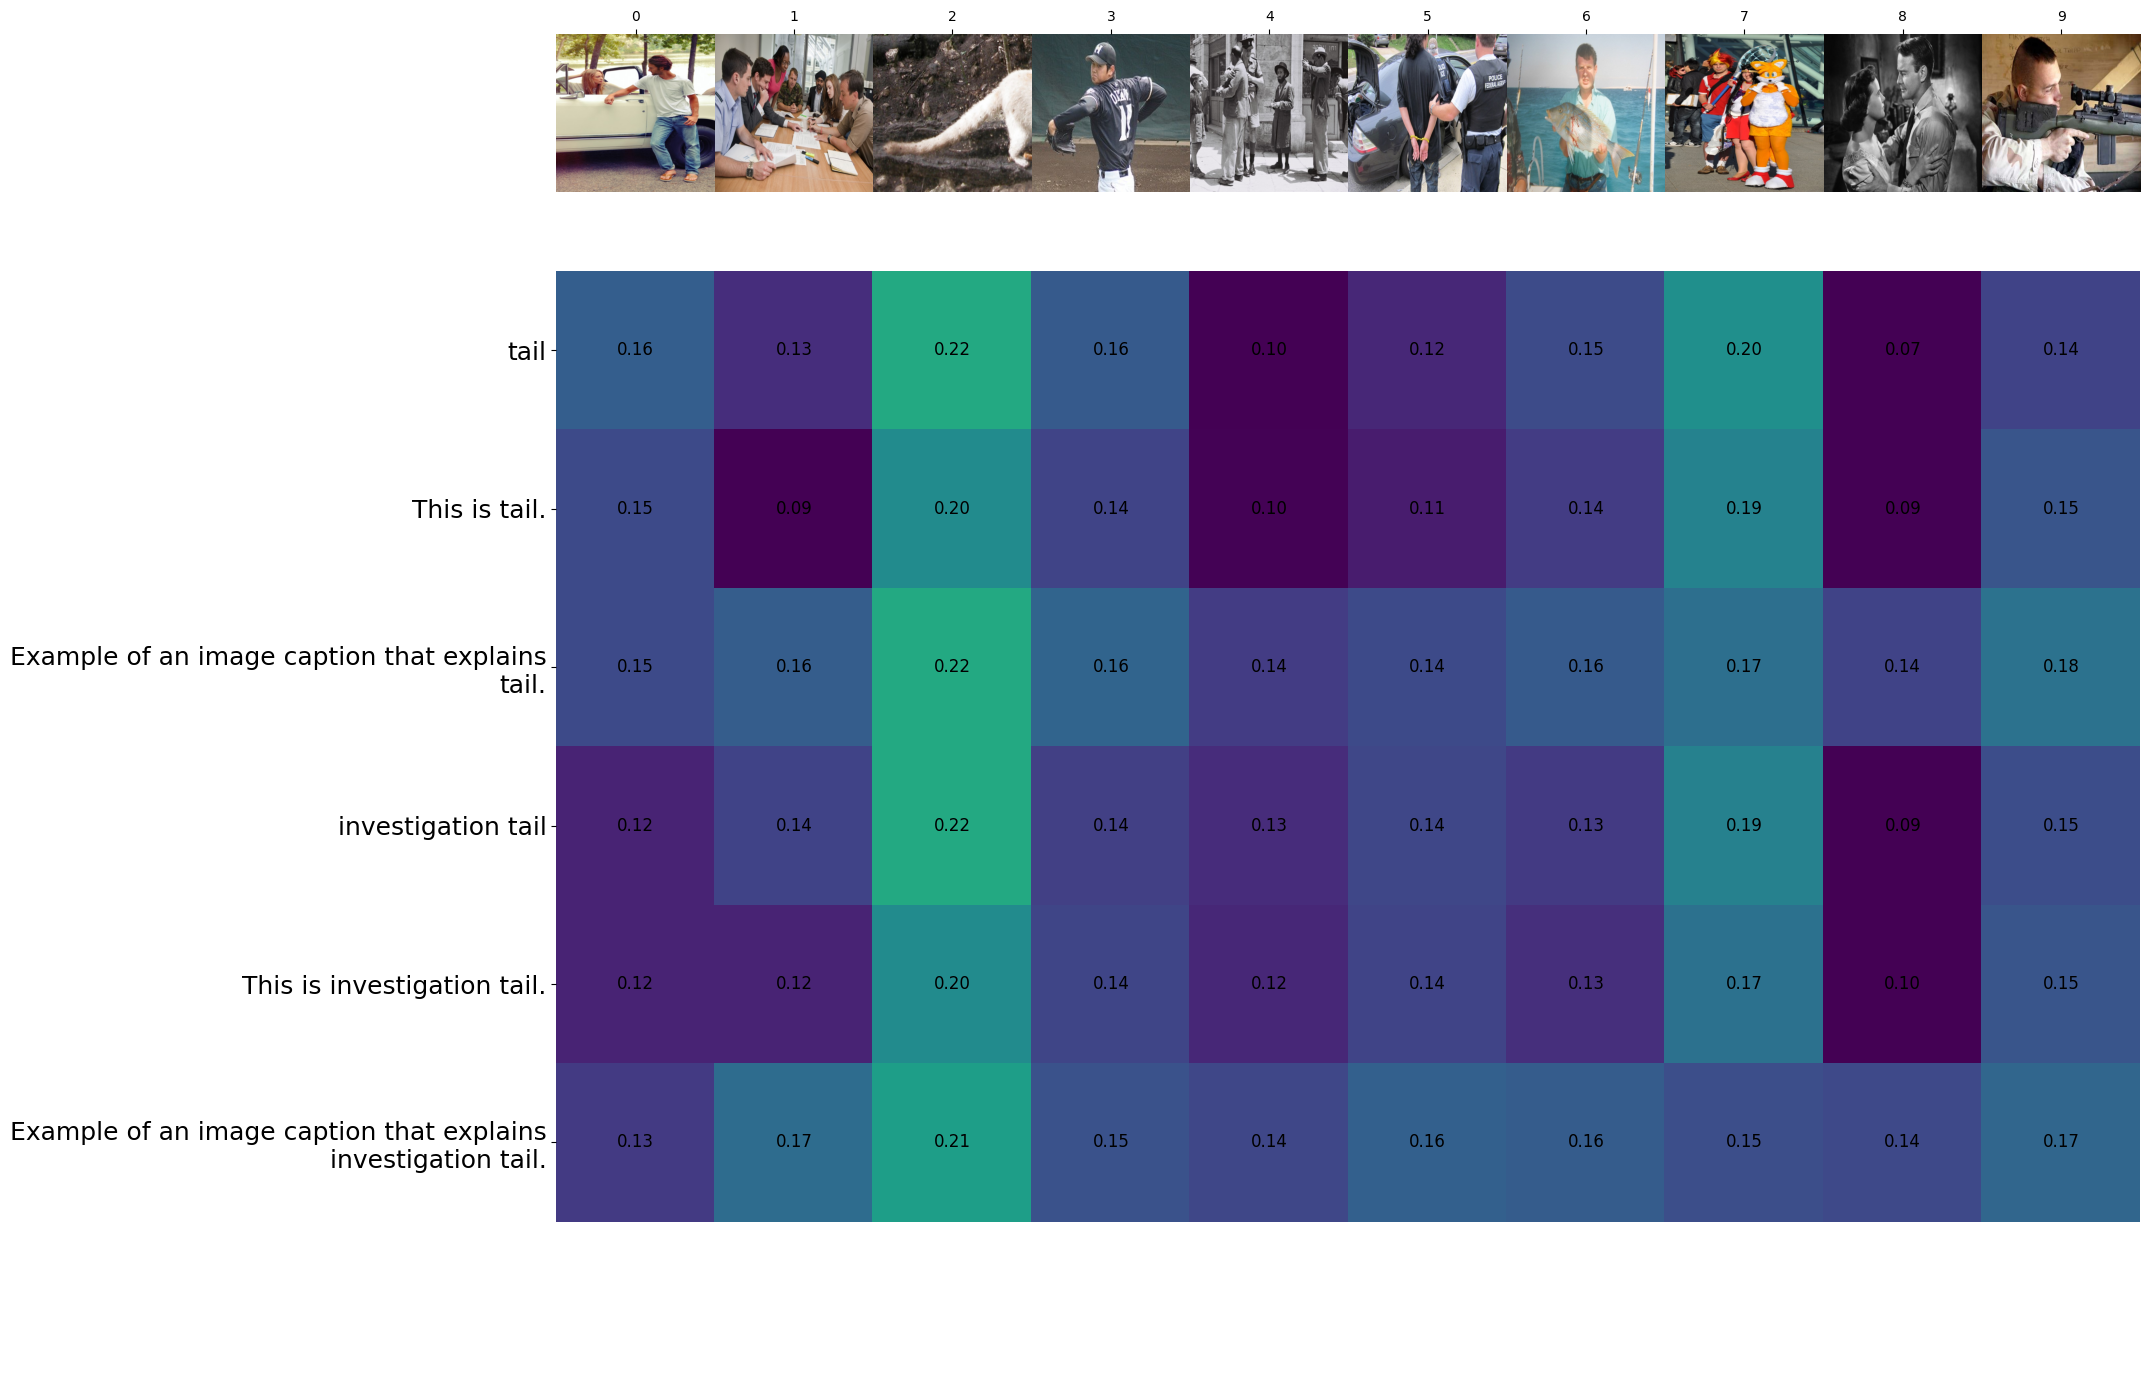 0 1 2 3 4 5 6 7 8 9
POLICE
FEDERAL AGENT
11
tail 0.16 0.13 0.22 0.16 0.10 0.12 0.15 0.20 0.07 0.14
This is tail. 0.15 0.09 0.20 0.14 0.10 0.11 0.14 0.19 0.09 0.15
Example of an image caption that explains
tail. 0.15 0.16 0.22 0.16 0.14 0.14 0.16 0.17 0.14 0.18
investigation tail 0.12 0.14 0.22 0.14 0.13 0.14 0.13 0.19 0.09 0.15
This is investigation tail. 0.12 0.12 0.20 0.14 0.12 0.14 0.13 0.17 0.10 0.15
Example of an image caption that explains
investigation tail. 0.13 0.17 0.21 0.15 0.14 0.16 0.16 0.15 0.14 0.17